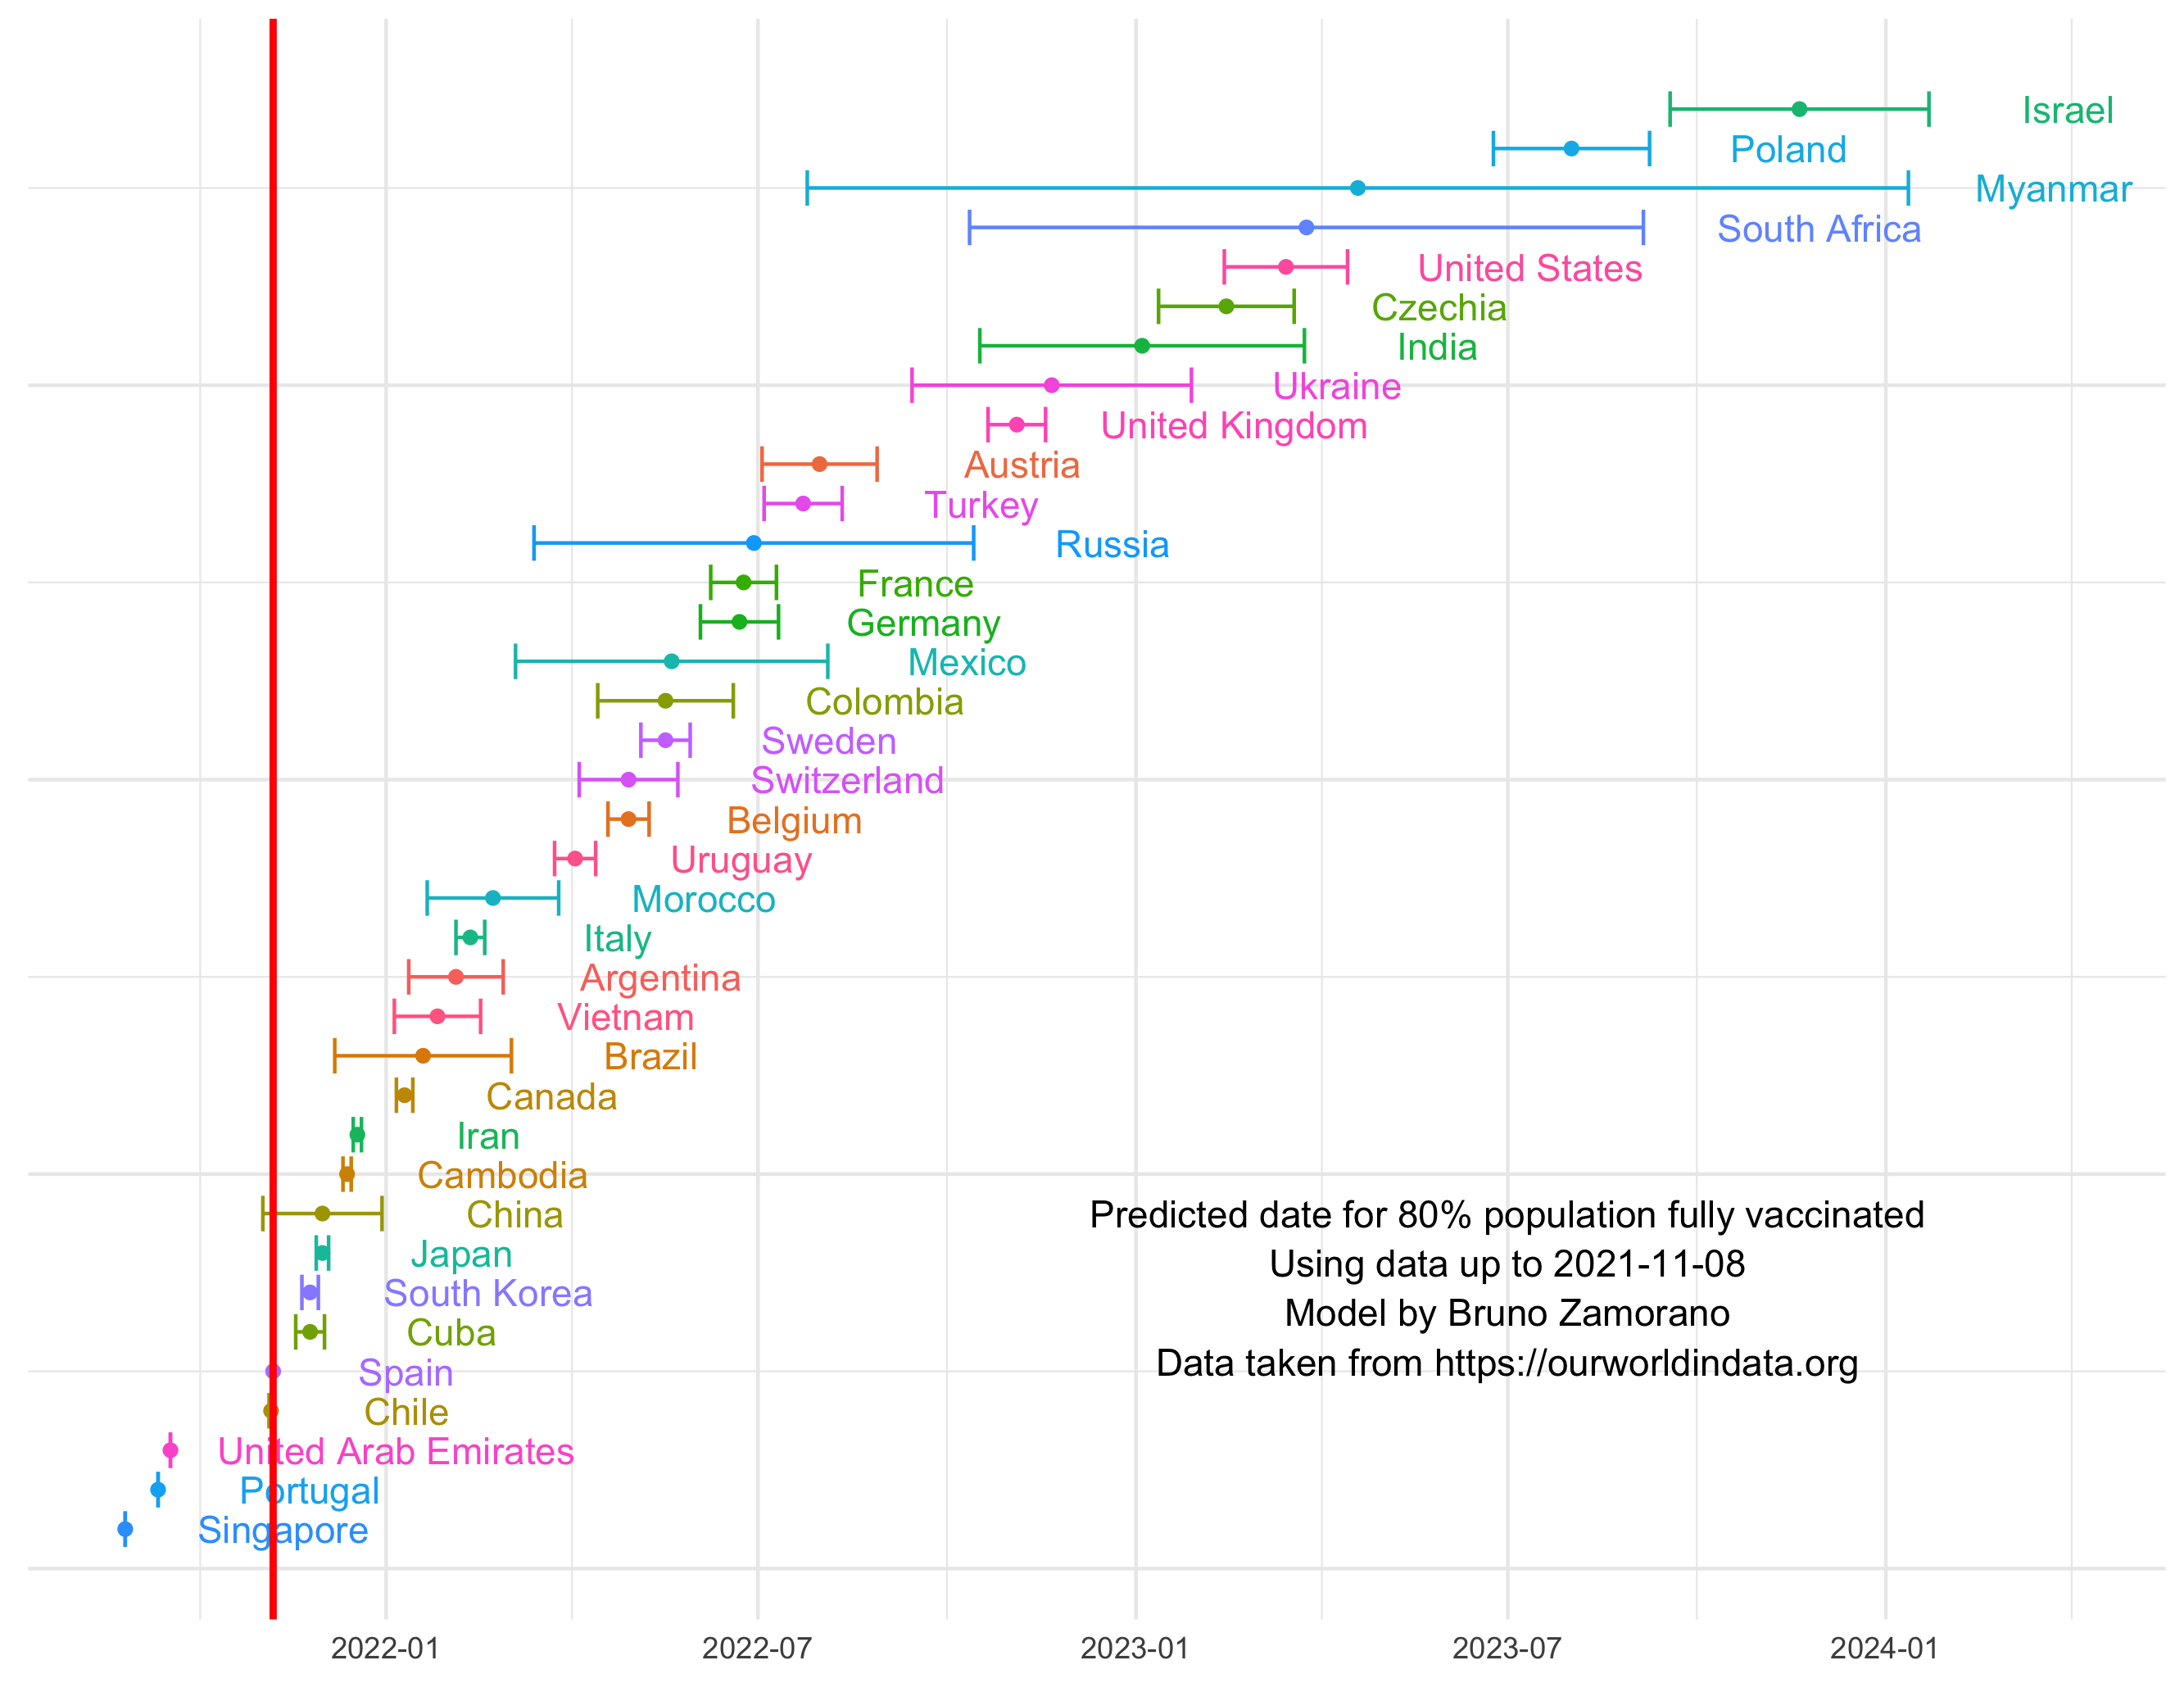 Israel
Poland
Myanmar
South Africa
United States
Czechia
India
Ukraine
United Kingdom
Austria
Turkey
Russia
France
Germany
Mexico
Colombia
Sweden
Switzerland
Belgium
Uruguay
Morocco
Italy
Argentina
Vietnam
Brazil
Canada
Iran
Cambodia
China
Japan
South Korea
Cuba
Spain
Chile
United Arab Emirates
Portugal
Singapore
Predicted date for 80% population fully vaccinated
Using data up to 2021-11-08
Model by Bruno Zamorano
Data taken from https://ourworldindata.org
2022-01
2022-07
2023-01
2023-07
2024-01